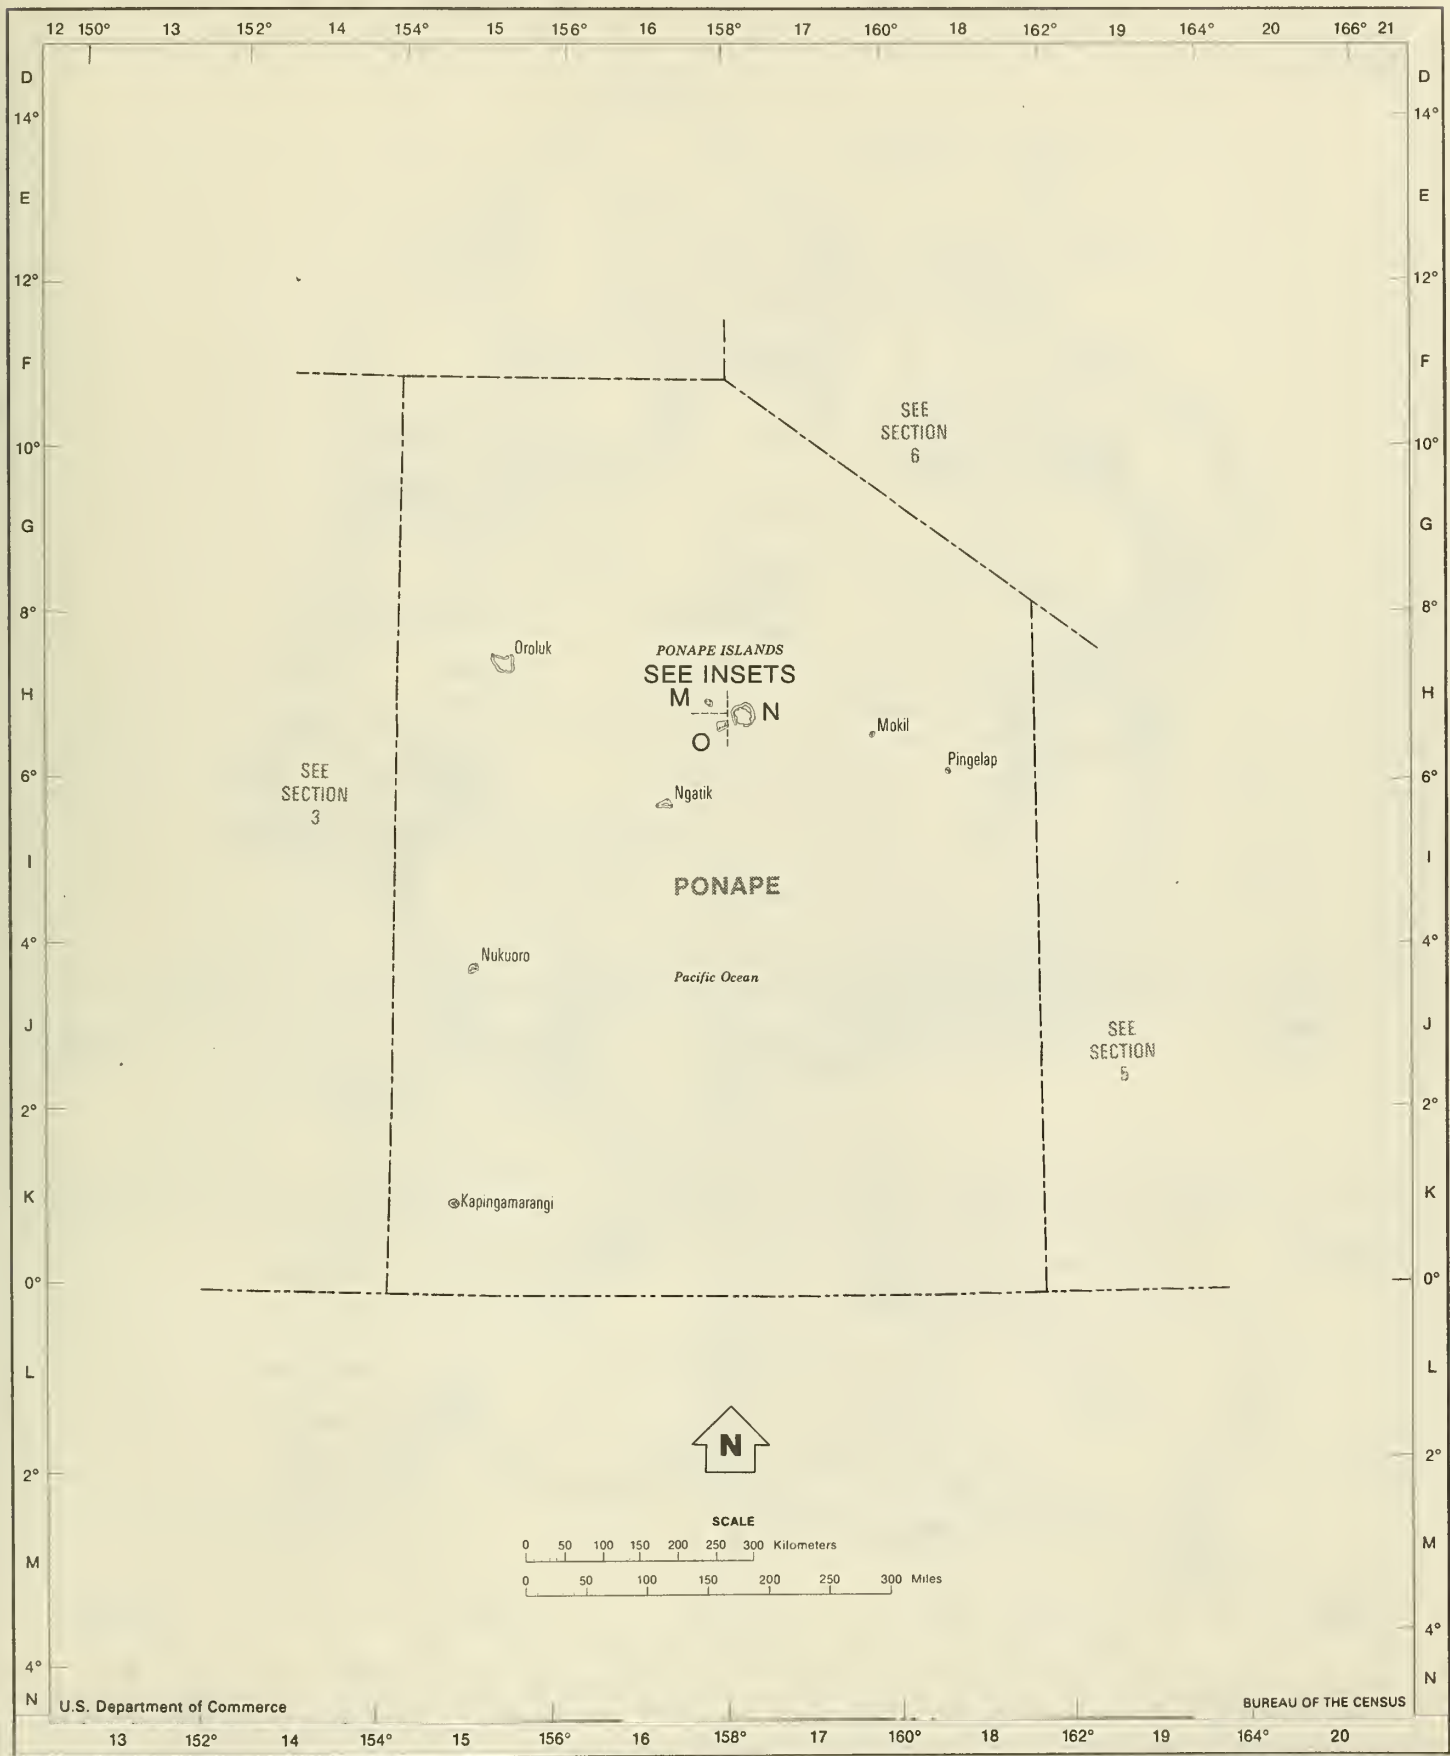 12 150° 13 152° 14 154° 15 156° 16 158° 17 160° 18 162° 19 164° 20 166° 21
D D
14° 14°
E E
12° 12°
F F
SEE
SECTION
6
10° 10°
G G
8° 8°
Oroluk
PONAPE ISLANDS
SEE INSETS
H M N H
O
Mokil
Pingelap
6° 6°
SEE
SECTION
3
Ngatik
I I
PONAPE
4° 4°
Nukuoro
Pacific Ocean
J J
SEE
SECTION
5
2° 2°
K K
Kapingamarangi
0° 0°
L L
N
2° 2°
SCALE
0 50 100 150 200 250 300 Kilometers
M M
0 50 100 150 200 250 300 Miles
4° 4°
N N
U.S. Department of Commerce BUREAU OF THE CENSUS
13 152° 14 154° 15 156° 16 158° 17 160° 18 162° 19 164° 20